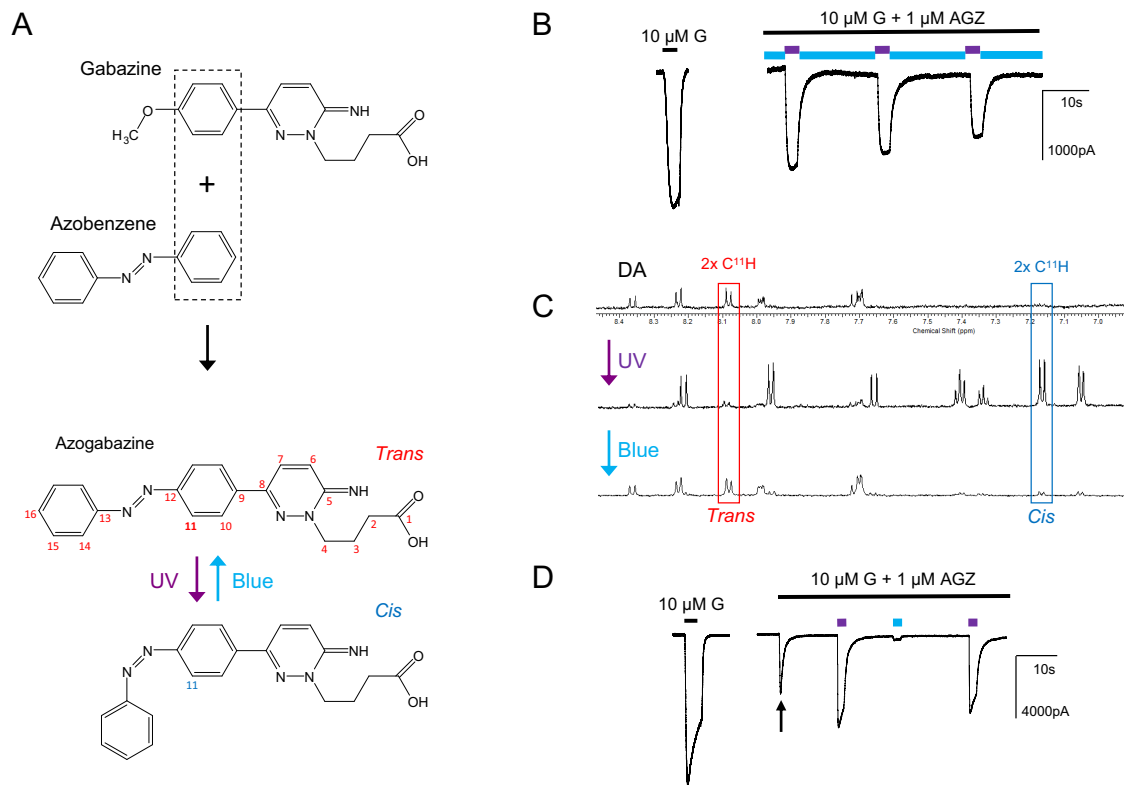 A
Gabazine
O
H₃C
N
N
NH
O
OH
+
Azobenzene
N
N
Azogabazine
Trans
16
15
14
13
N
N
12
11
10
9
8
7
6
5
N
N
NH
4
3
2
1
O
OH
UV
Blue
Cis
N
N
11
N
N
NH
O
OH
B
10 µM G
10 µM G + 1 µM AGZ
10s
1000pA
C
DA
2x C¹¹H
2x C¹¹H
8.4 8.3 8.2 8.1 8.0 7.9 7.8 7.7 7.6 7.5 7.4 7.3 7.2 7.1 7.0
Chemical Shift (ppm)
UV
Blue
Trans
Cis
D
10 µM G
10 µM G + 1 µM AGZ
10s
4000pA